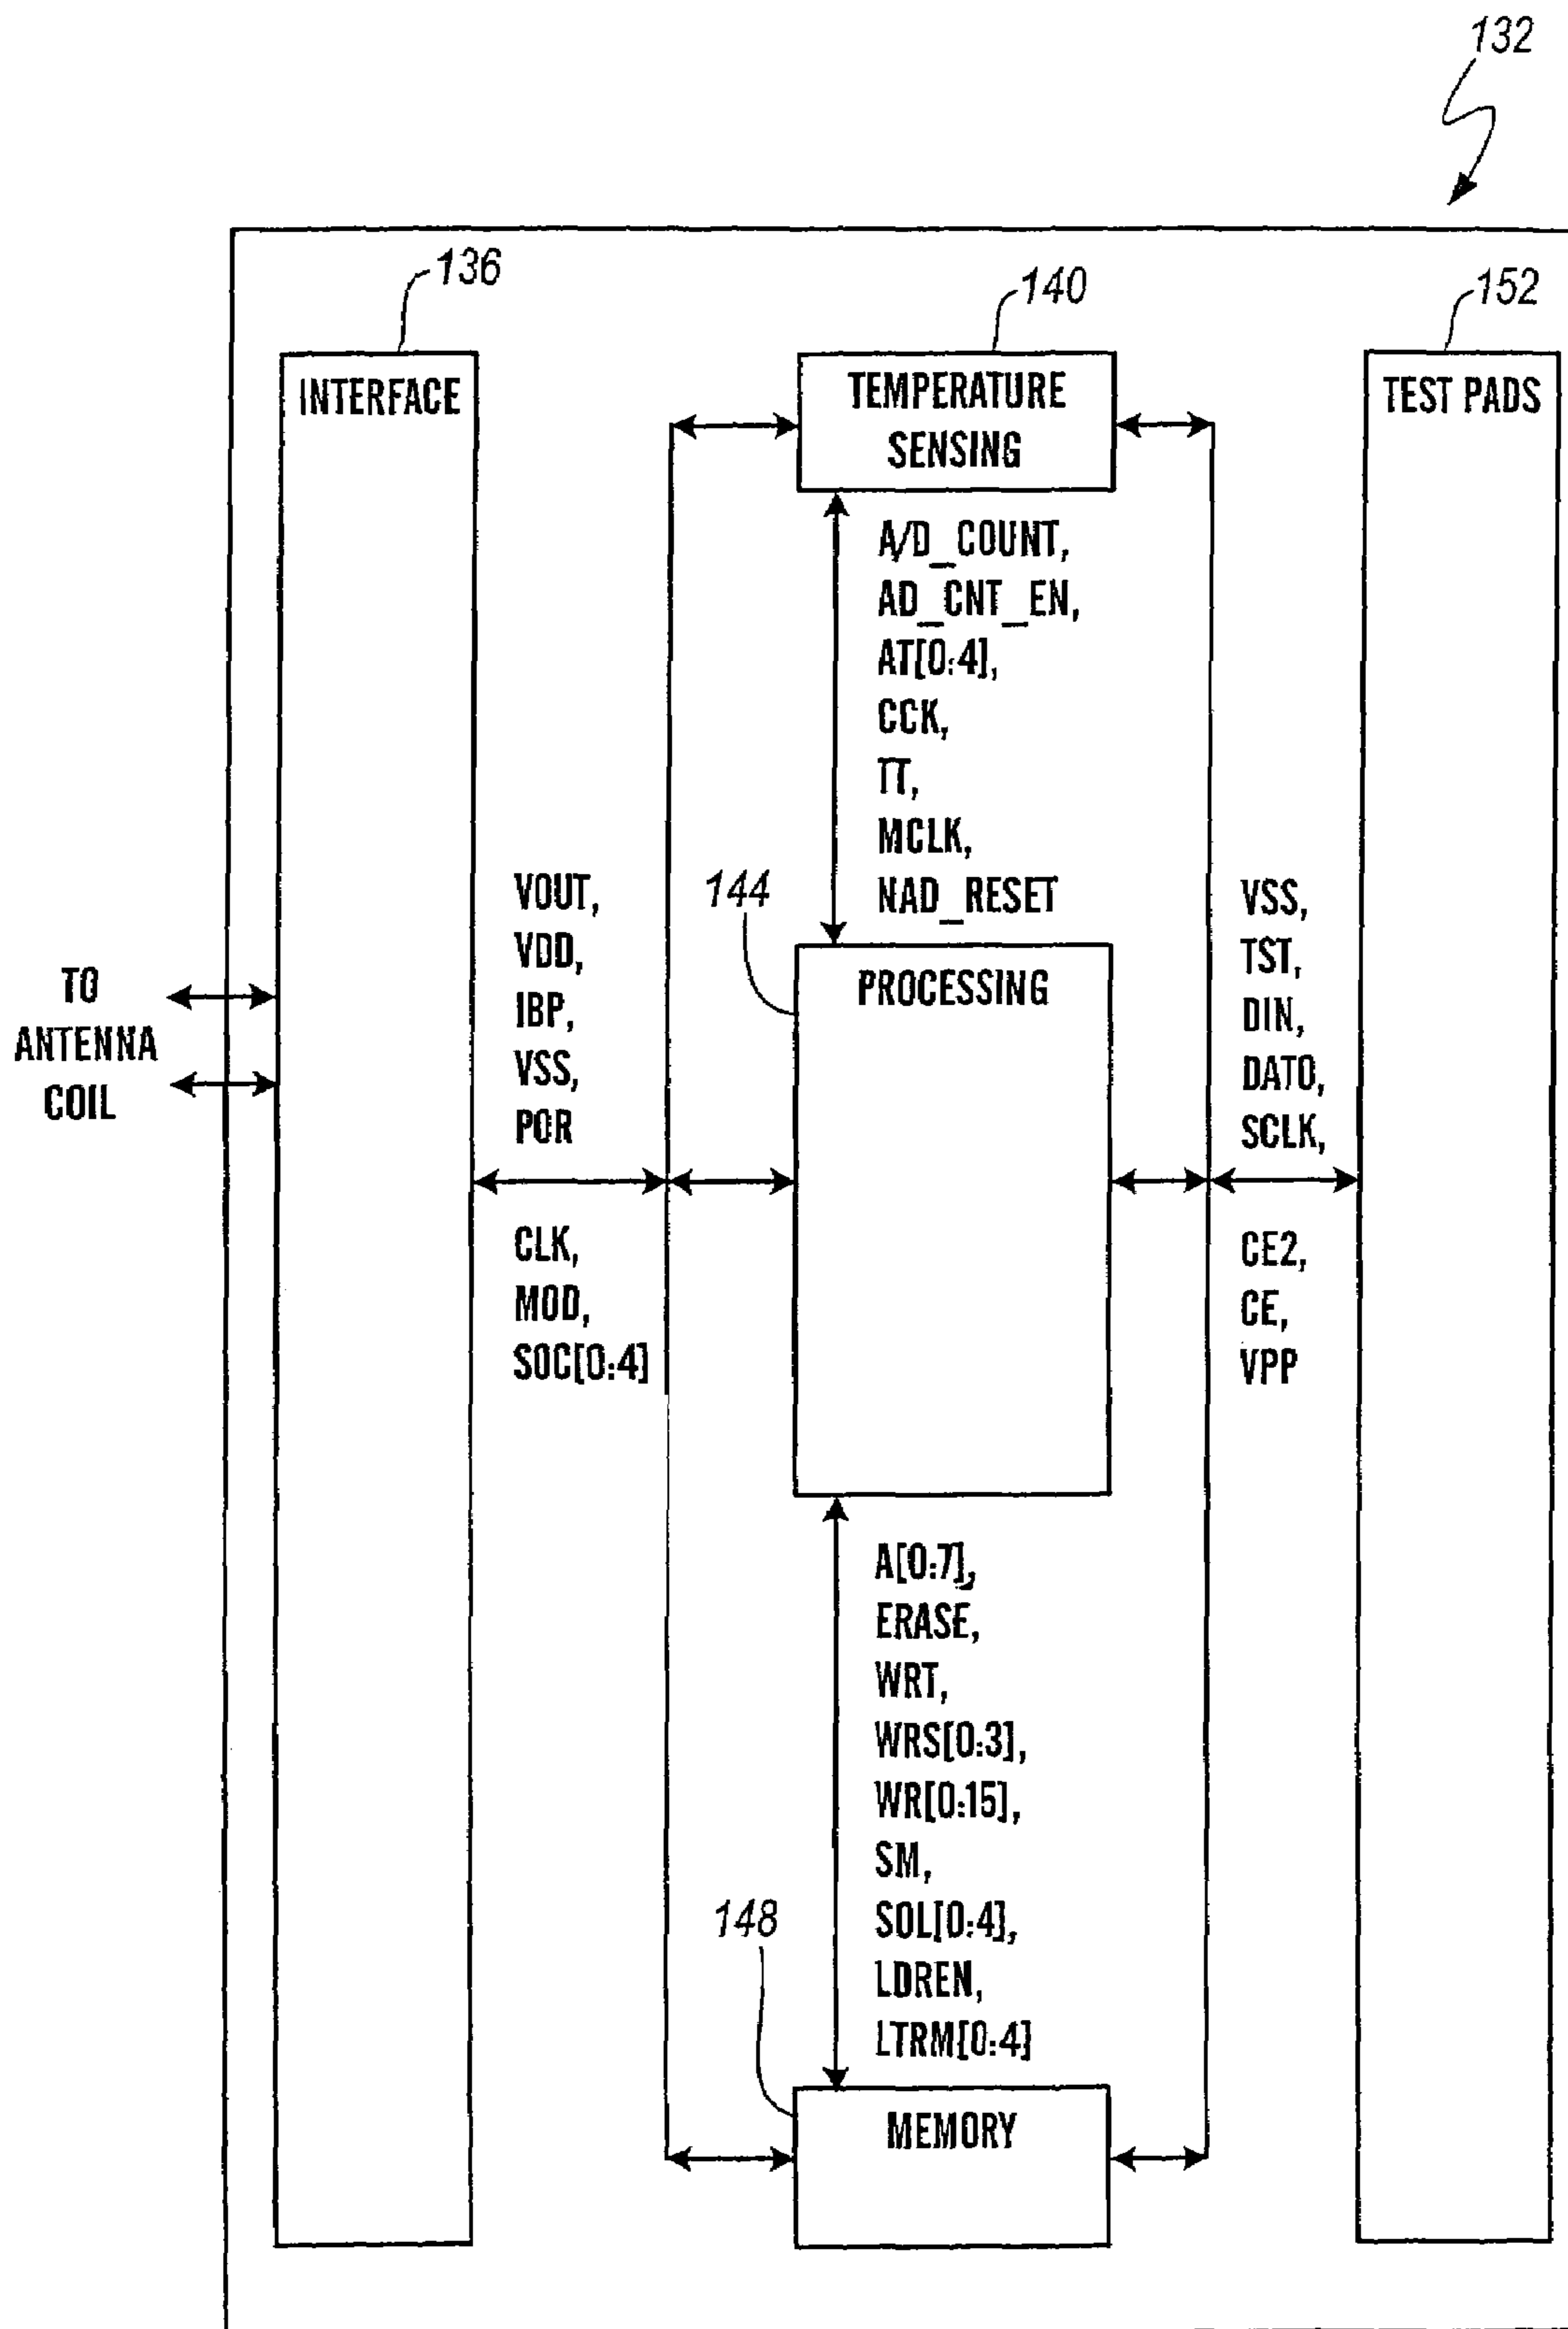 132
136
140
152
INTERFACE
TEMPERATURE
SENSING
TEST PADS
A/D_COUNT,
AD_CNT_EN,
AT[0:4],
CCK,
TT,
MCLK,
NAD_RESET
VOUT,
VDD,
IBP,
VSS,
POR
CLK,
MOD,
SOC[0:4]
TO
ANTENNA
COIL
144
PROCESSING
VSS,
TST,
DIN,
DATO,
SCLK,
CE2,
CE,
VPP
A[0:7],
ERASE,
WRT,
WRS[0:3],
WR[0:15],
SM,
SOL[0:4],
LDREN,
LTRM[0:4]
148
MEMORY